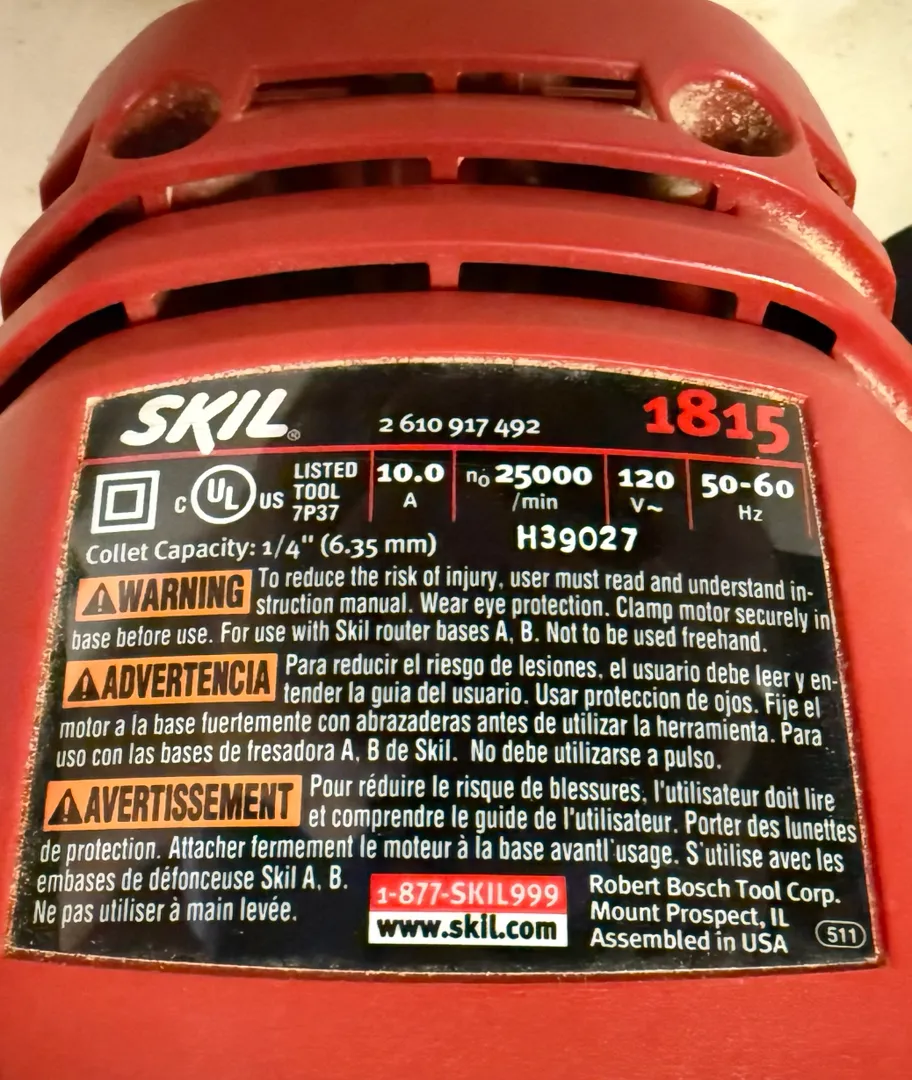 SKIL® 2 610 917 492 1815
C UL US LISTED TOOL 7P37 10.0 A n0 25000 /min 120 V~ 50-60 Hz
Collet Capacity: 1/4" (6.35 mm) H39027
WARNING To reduce the risk of injury, user must read and understand in-
struction manual. Wear eye protection. Clamp motor securely in
base before use. For use with Skil router bases A, B. Not to be used freehand.
ADVERTENCIA Para reducir el riesgo de lesiones, el usuario debe leer y en-
tender la guia del usuario. Usar proteccion de ojos. Fije el
motor a la base fuertemente con abrazaderas antes de utilizar la herramienta. Para
uso con las bases de fresadora A, B de Skil. No debe utilizarse a pulso.
AVERTISSEMENT Pour réduire le risque de blessures, l'utilisateur doit lire
et comprendre le guide de l'utilisateur. Porter des lunettes
de protection. Attacher fermement le moteur à la base avantl'usage. S'utilise avec les
embases de défonceuse Skil A, B.
Ne pas utiliser à main levée.
1-877-SKIL999
www.skil.com
Robert Bosch Tool Corp.
Mount Prospect, IL
Assembled in USA 511